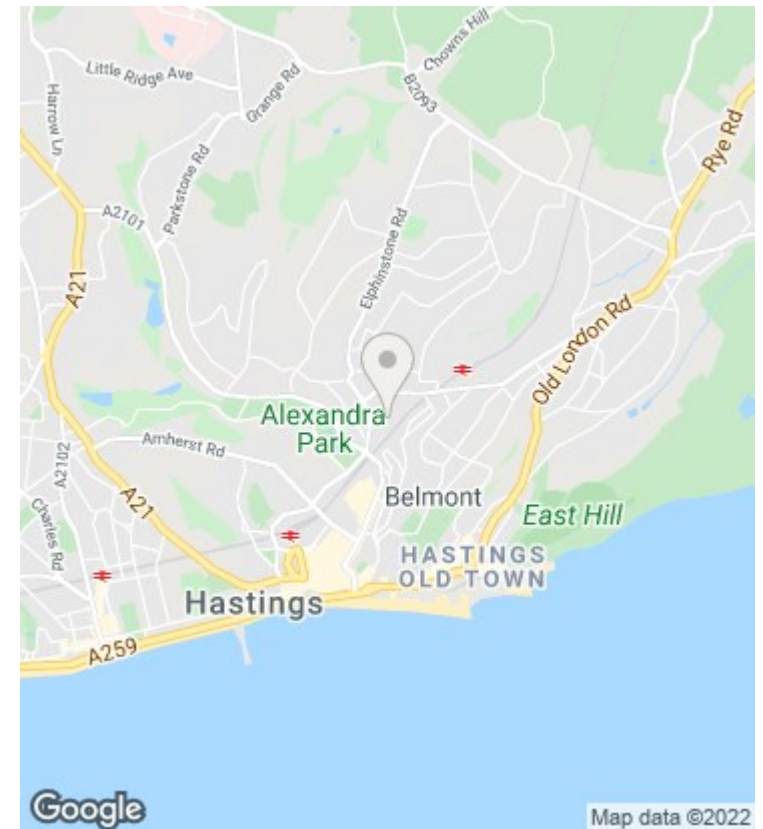 Chowns Hill
Little Ridge Ave
B2093
Grange Rd
Harrow Ln
Rye Rd
Parkstone Rd
A2101
Elphinstone Rd
A21
Old London Rd
Alexandra
Park
Amherst Rd
A2102
A21
Belmont
Charles Rd
East Hill
HASTINGS
OLD TOWN
Hastings
A259
Google
Map data ©2022